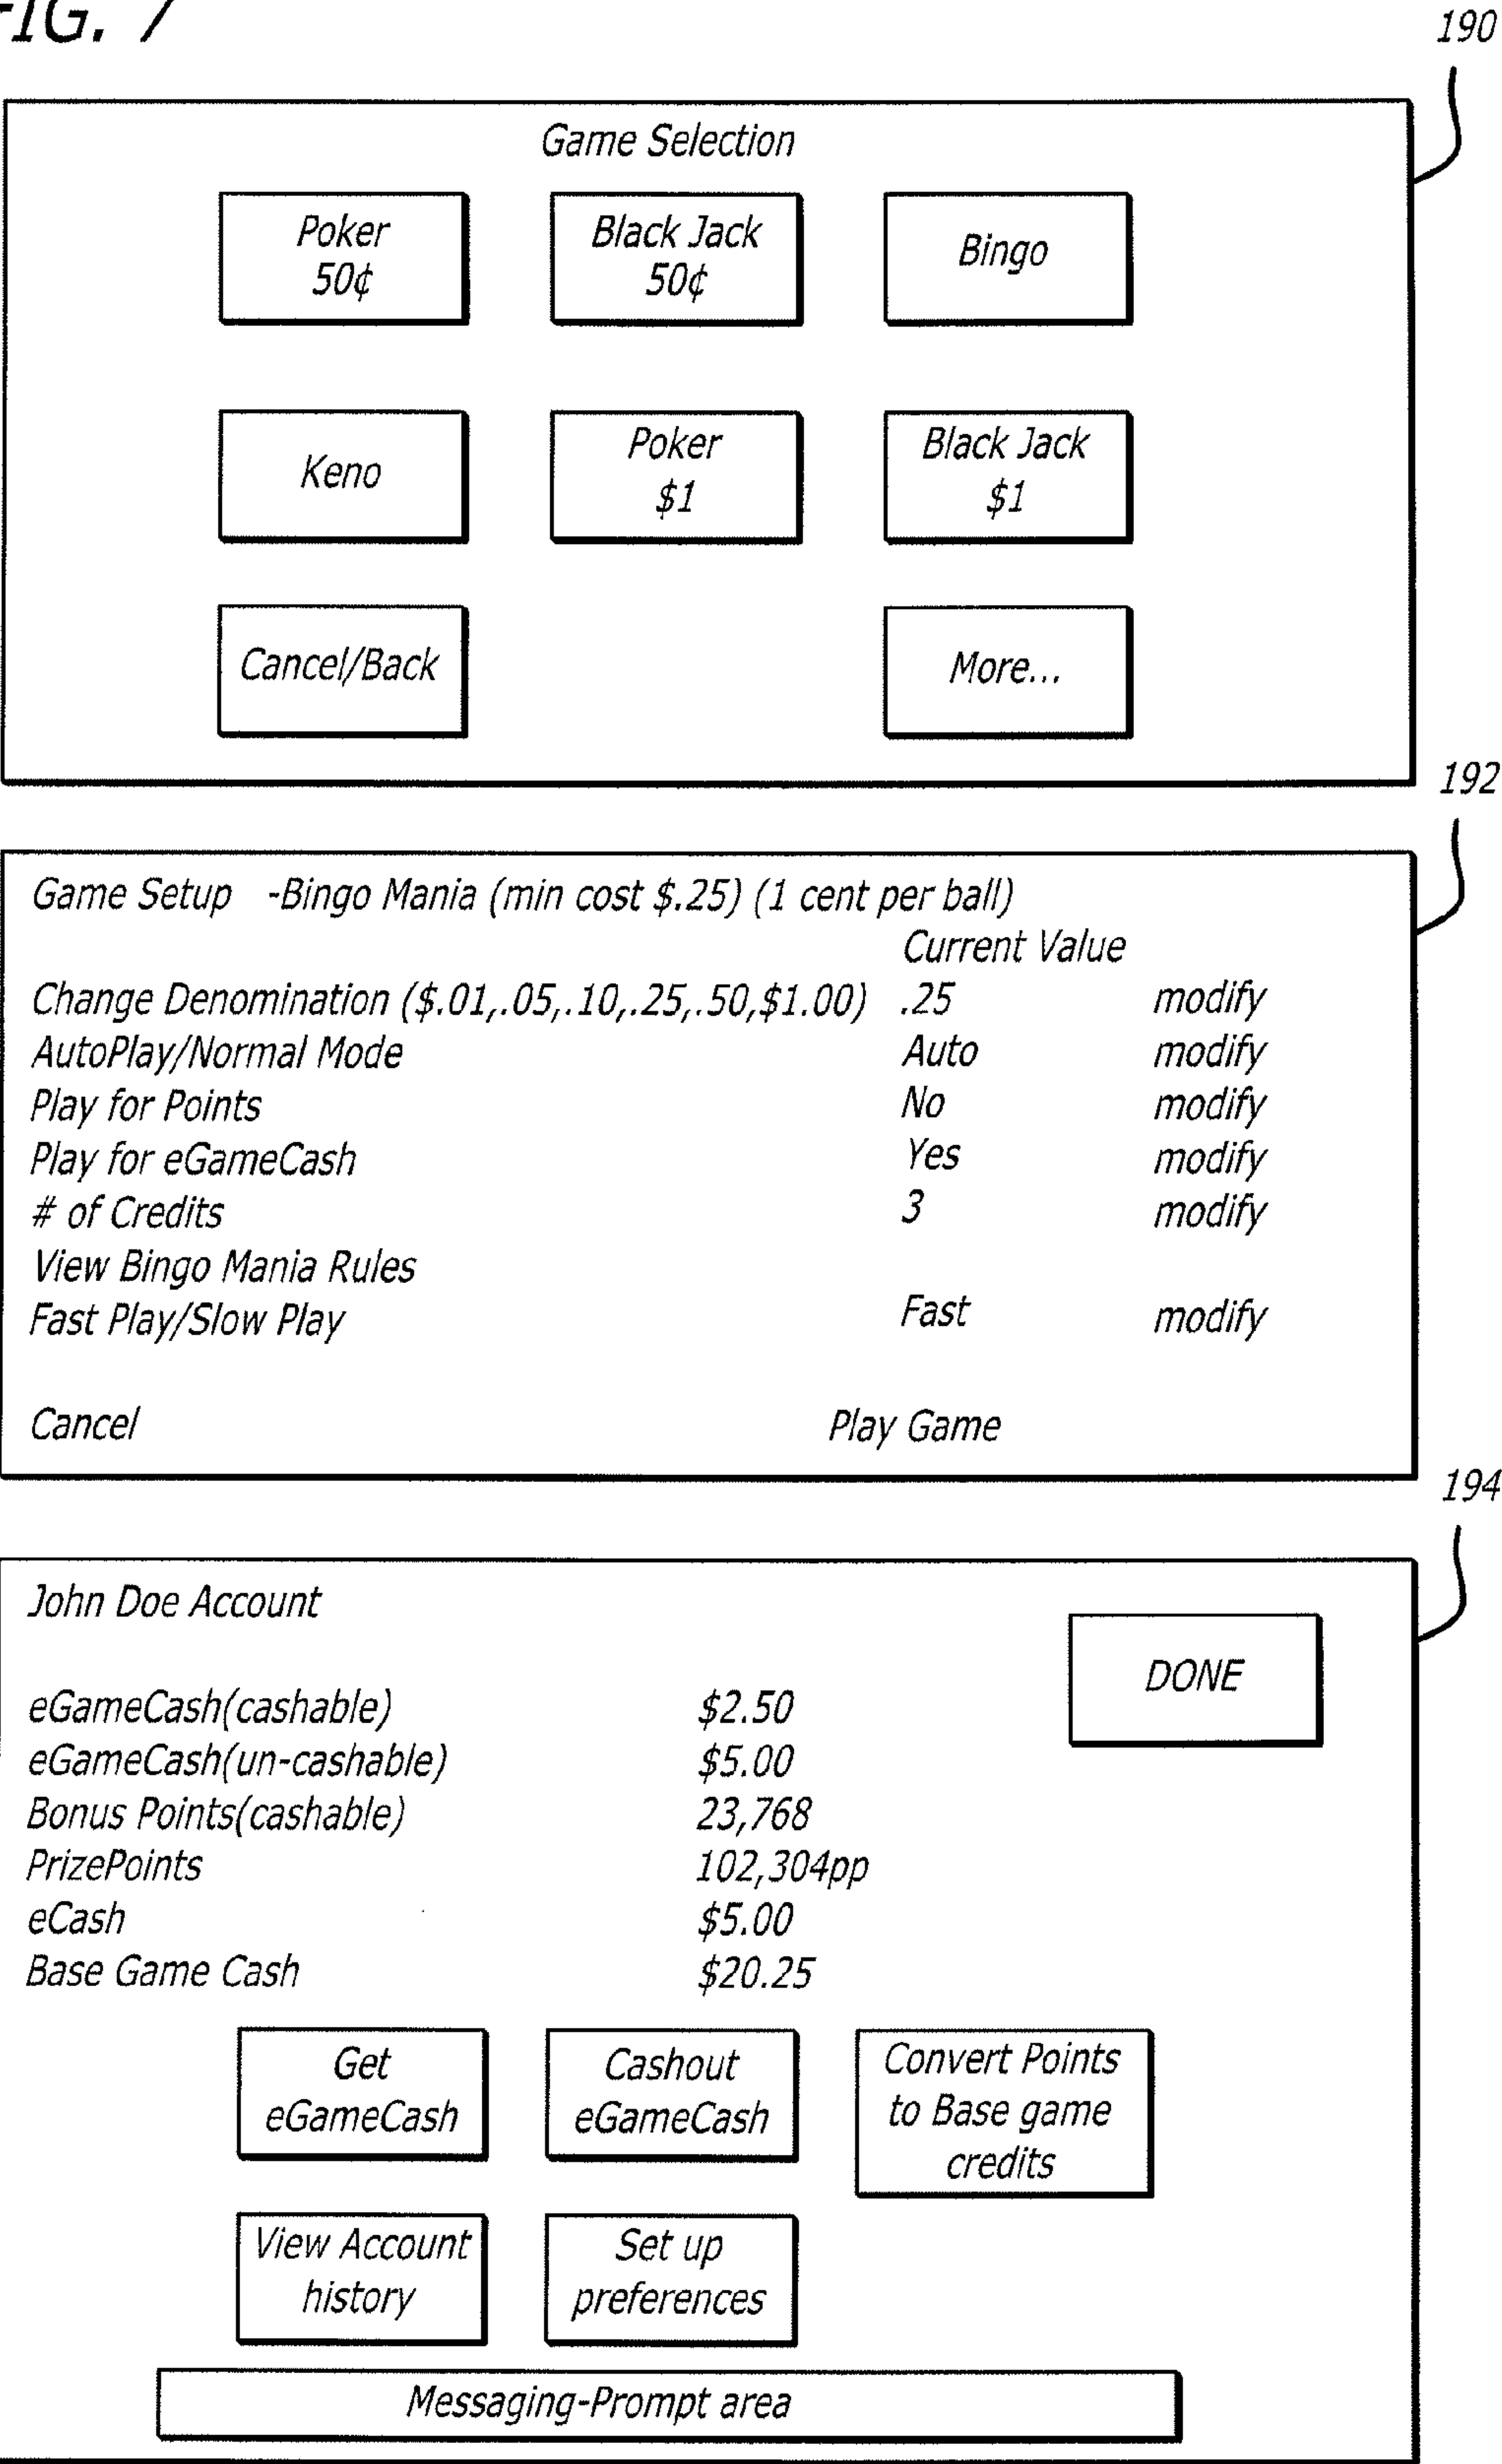 FIG. 7
190
Game Selection
Poker
50¢
Black Jack
50¢
Bingo
Keno
Poker
$1
Black Jack
$1
Cancel/Back
More...
192
Game Setup -Bingo Mania (min cost $.25) (1 cent per ball)
Current Value
Change Denomination ($.01,.05,.10,.25,.50,$1.00) .25 modify
AutoPlay/Normal Mode Auto modify
Play for Points No modify
Play for eGameCash Yes modify
# of Credits 3 modify
View Bingo Mania Rules
Fast Play/Slow Play Fast modify
Cancel Play Game
194
John Doe Account
DONE
eGameCash(cashable) $2.50
eGameCash(un-cashable) $5.00
Bonus Points(cashable) 23,768
PrizePoints 102,304pp
eCash $5.00
Base Game Cash $20.25
Get
eGameCash
Cashout
eGameCash
Convert Points
to Base game
credits
View Account
history
Set up
preferences
Messaging-Prompt area